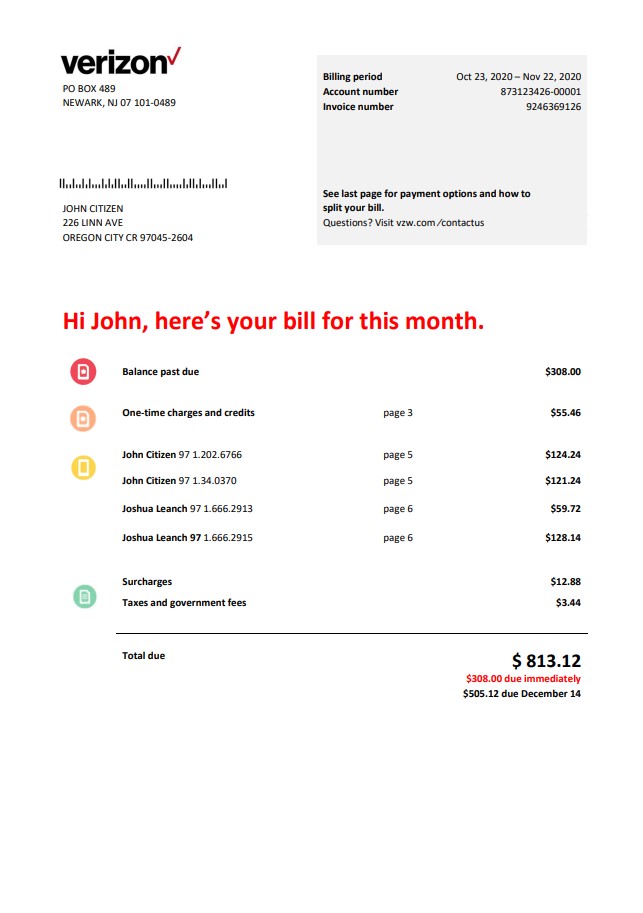 verizon
PO BOX 489
NEWARK, NJ 07 101-0489
Billing period Oct 23, 2020 – Nov 22, 2020
Account number 873123426-00001
Invoice number 9246369126
See last page for payment options and how to
split your bill.
Questions? Visit vzw.com/contactus
JOHN CITIZEN
226 LINN AVE
OREGON CITY CR 97045-2604
Hi John, here's your bill for this month.
Balance past due $308.00
One-time charges and credits page 3 $55.46
John Citizen 97 1.202.6766 page 5 $124.24
John Citizen 97 1.34.0370 page 5 $121.24
Joshua Leanch 97 1.666.2913 page 6 $59.72
Joshua Leanch 97 1.666.2915 page 6 $128.14
Surcharges $12.88
Taxes and government fees $3.44
Total due $ 813.12
$308.00 due immediately
$505.12 due December 14